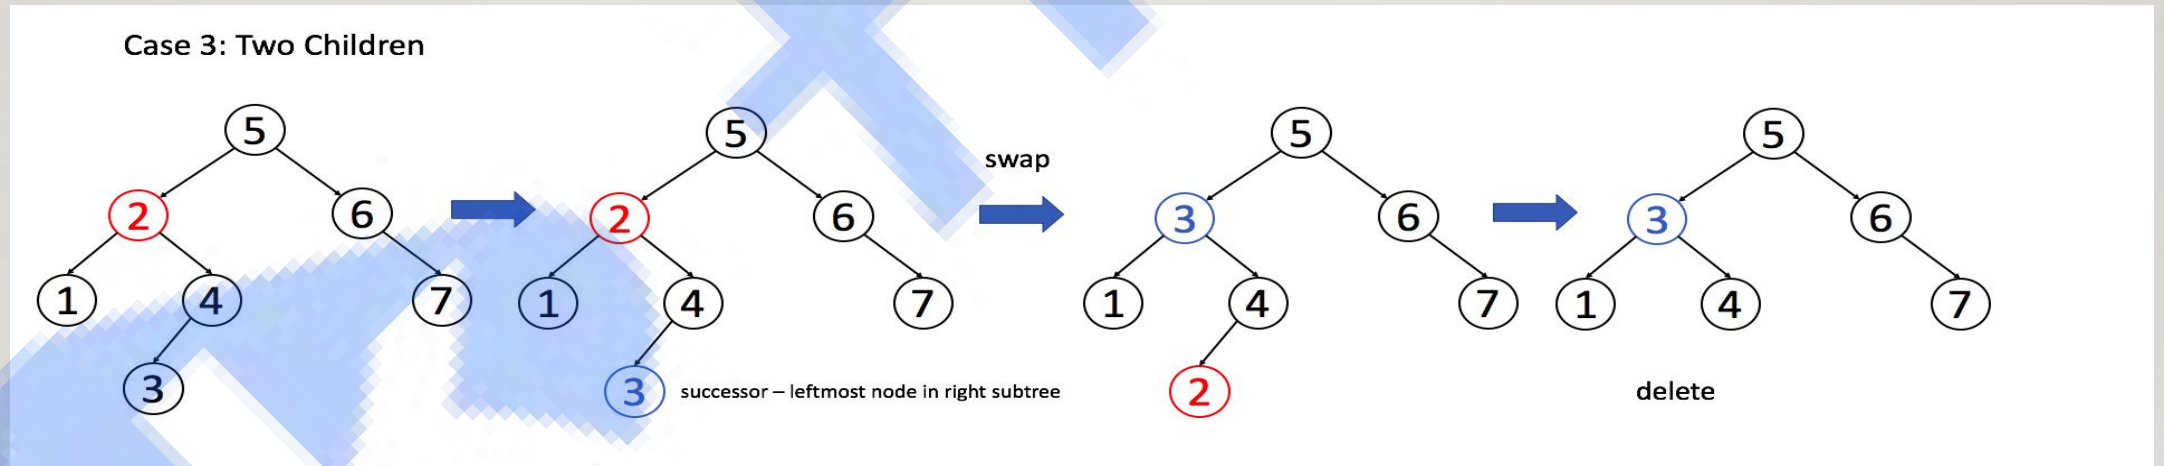 Case 3: Two Children
5 5 5 5
swap
2 6 2 6 3 6 3 6
1 4 7 1 4 7 1 4 7 1 4 7
3 3 successor – leftmost node in right subtree 2 delete